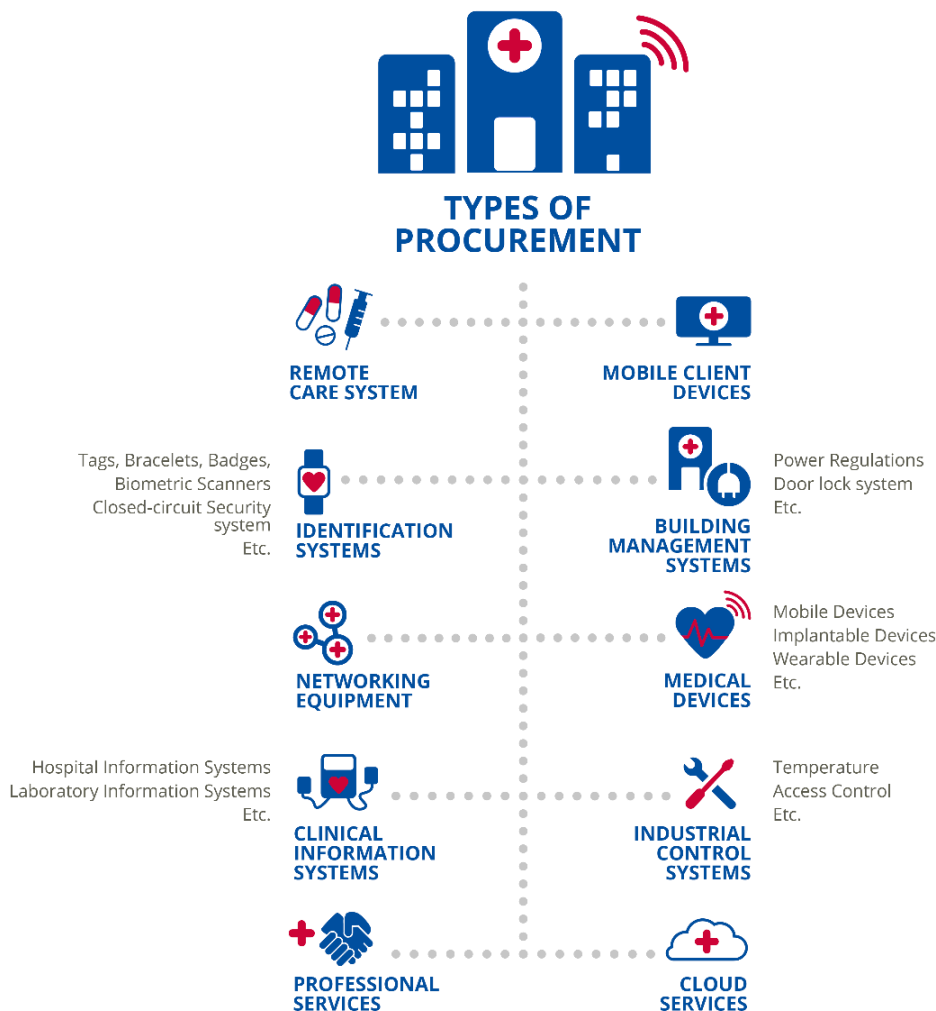 TYPES OF
PROCUREMENT
REMOTE
CARE SYSTEM
MOBILE CLIENT
DEVICES
Tags, Bracelets, Badges,
Biometric Scanners
Closed-circuit Security
system
Etc.
IDENTIFICATION
SYSTEMS
BUILDING
MANAGEMENT
SYSTEMS
Power Regulations
Door lock system
Etc.
NETWORKING
EQUIPMENT
MEDICAL
DEVICES
Mobile Devices
Implantable Devices
Wearable Devices
Etc.
Hospital Information Systems
Laboratory Information Systems
Etc.
CLINICAL
INFORMATION
SYSTEMS
INDUSTRIAL
CONTROL
SYSTEMS
Temperature
Access Control
Etc.
PROFESSIONAL
SERVICES
CLOUD
SERVICES